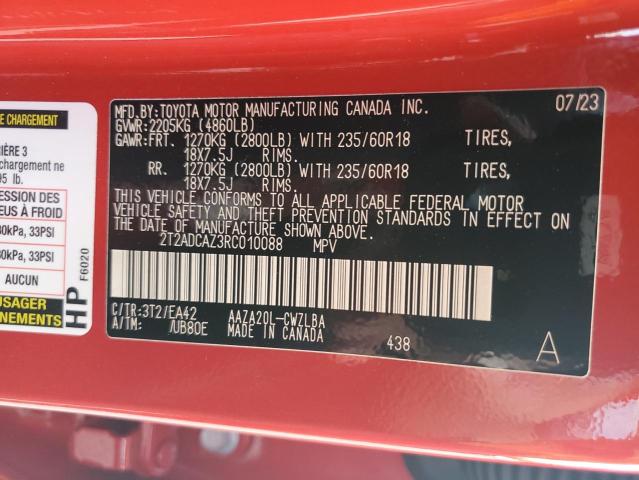 E CHARGEMENT
IÈRE 3
chargement ne
95 lb.
ESSION DES
EUS À FROID
30kPa, 33PSI
30kPa, 33PSI
AUCUN
USAGER
NEMENTS
HP F6020
MFD.BY:TOYOTA MOTOR MANUFACTURING CANADA INC. 07/23
GVWR:2205KG (4860LB)
GAWR:FRT. 1270KG (2800LB) WITH 235/60R18 TIRES,
18X7.5J RIMS.
RR. 1270KG (2800LB) WITH 235/60R18 TIRES,
18X7.5J RIMS.
THIS VEHICLE CONFORMS TO ALL APPLICABLE FEDERAL MOTOR
VEHICLE SAFETY AND THEFT PREVENTION STANDARDS IN EFFECT ON
THE DATE OF MANUFACTURE SHOWN ABOVE.
2T2ADCAZ3RC010088 MPV
C/TR:3T2/EA42 AAZA20L-CWZLBA
A/TM: /UB80E MADE IN CANADA
438 A